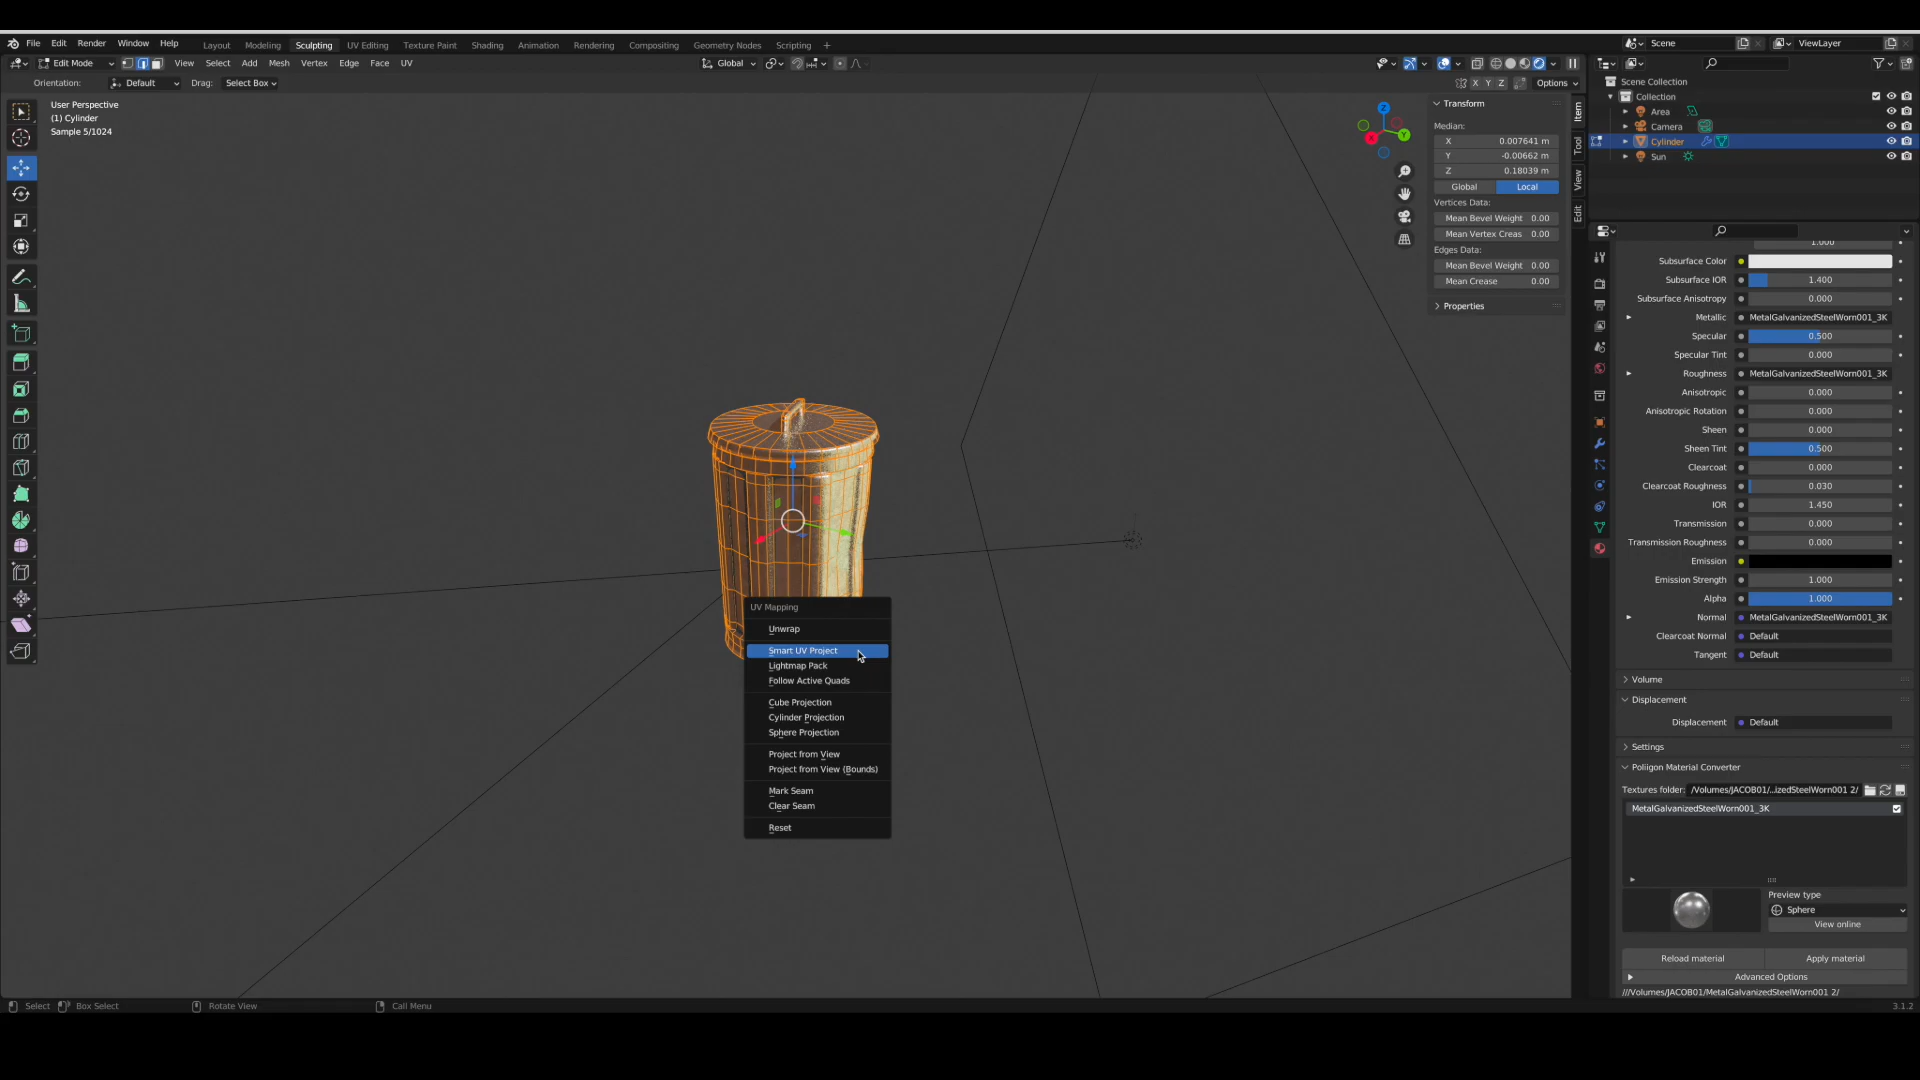 File Edit Render Window Help Layout Modeling Sculpting UV Editing Texture Paint Shading Animation Rendering Compositing Geometry Nodes Scripting + Scene ViewLayer
Edit Mode View Select Add Mesh Vertex Edge Face UV Global
Orientation: Default Drag: Select Box X Y Z Options
User Perspective
(1) Cylinder
Sample 5/1024
Z
Y
X
Transform
Median:
X 0.007641 m
Y -0.00662 m
Z 0.18039 m
Global Local
Vertices Data:
Mean Bevel Weight 0.00
Mean Vertex Creas 0.00
Edges Data:
Mean Bevel Weight 0.00
Mean Crease 0.00
Properties
Item
Tool
View
Edit
UV Mapping
Unwrap
Smart UV Project
Lightmap Pack
Follow Active Quads
Cube Projection
Cylinder Projection
Sphere Projection
Project from View
Project from View (Bounds)
Mark Seam
Clear Seam
Reset
Scene Collection
Collection
Area
Camera
Cylinder
Sun
1.000
Subsurface Color
Subsurface IOR 1.400
Subsurface Anisotropy 0.000
Metallic MetalGalvanizedSteelWorn001_3K
Specular 0.500
Specular Tint 0.000
Roughness MetalGalvanizedSteelWorn001_3K
Anisotropic 0.000
Anisotropic Rotation 0.000
Sheen 0.000
Sheen Tint 0.500
Clearcoat 0.000
Clearcoat Roughness 0.030
IOR 1.450
Transmission 0.000
Transmission Roughness 0.000
Emission
Emission Strength 1.000
Alpha 1.000
Normal MetalGalvanizedSteelWorn001_3K
Clearcoat Normal Default
Tangent Default
Volume
Displacement
Displacement Default
Settings
Poliigon Material Converter
Textures folder: /Volumes/JACOB01/..izedSteelWorn001 2/
MetalGalvanizedSteelWorn001_3K
Preview type
Sphere
View online
Reload material Apply material
Advanced Options
///Volumes/JACOB01/MetalGalvanizedSteelWorn001 2/
Select Box Select Rotate View Call Menu 3.1.2